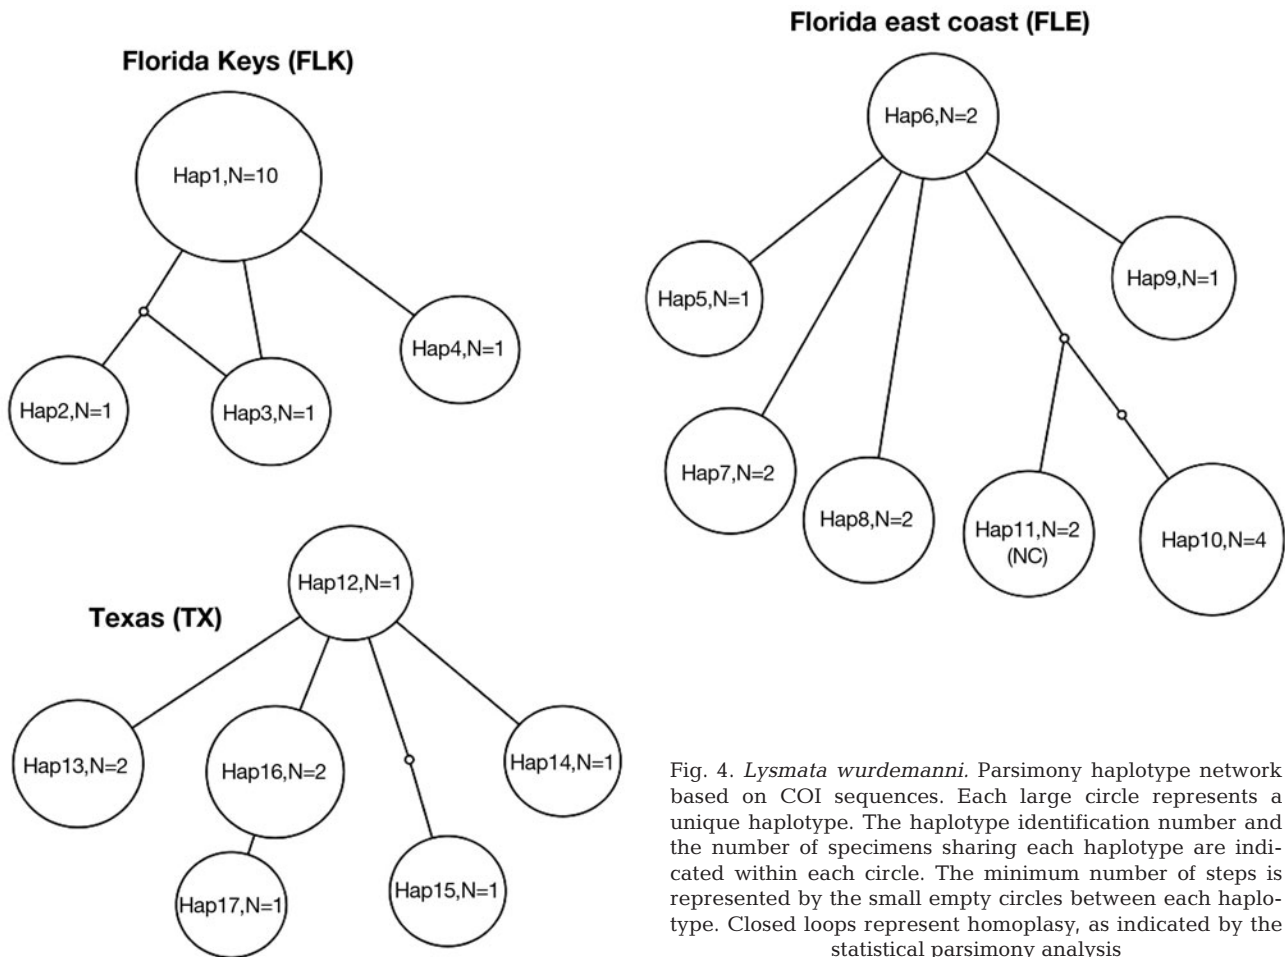 Florida Keys (FLK)
Hap1,N=10
Hap2,N=1
Hap3,N=1
Hap4,N=1
Florida east coast (FLE)
Hap6,N=2
Hap5,N=1
Hap9,N=1
Hap7,N=2
Hap8,N=2
Hap11,N=2
(NC)
Hap10,N=4
Texas (TX)
Hap12,N=1
Hap13,N=2
Hap16,N=2
Hap14,N=1
Hap17,N=1
Hap15,N=1
Fig. 4. Lysmata wurdemanni. Parsimony haplotype network
based on COI sequences. Each large circle represents a
unique haplotype. The haplotype identification number and
the number of specimens sharing each haplotype are indi-
cated within each circle. The minimum number of steps is
represented by the small empty circles between each haplo-
type. Closed loops represent homoplasy, as indicated by the
statistical parsimony analysis